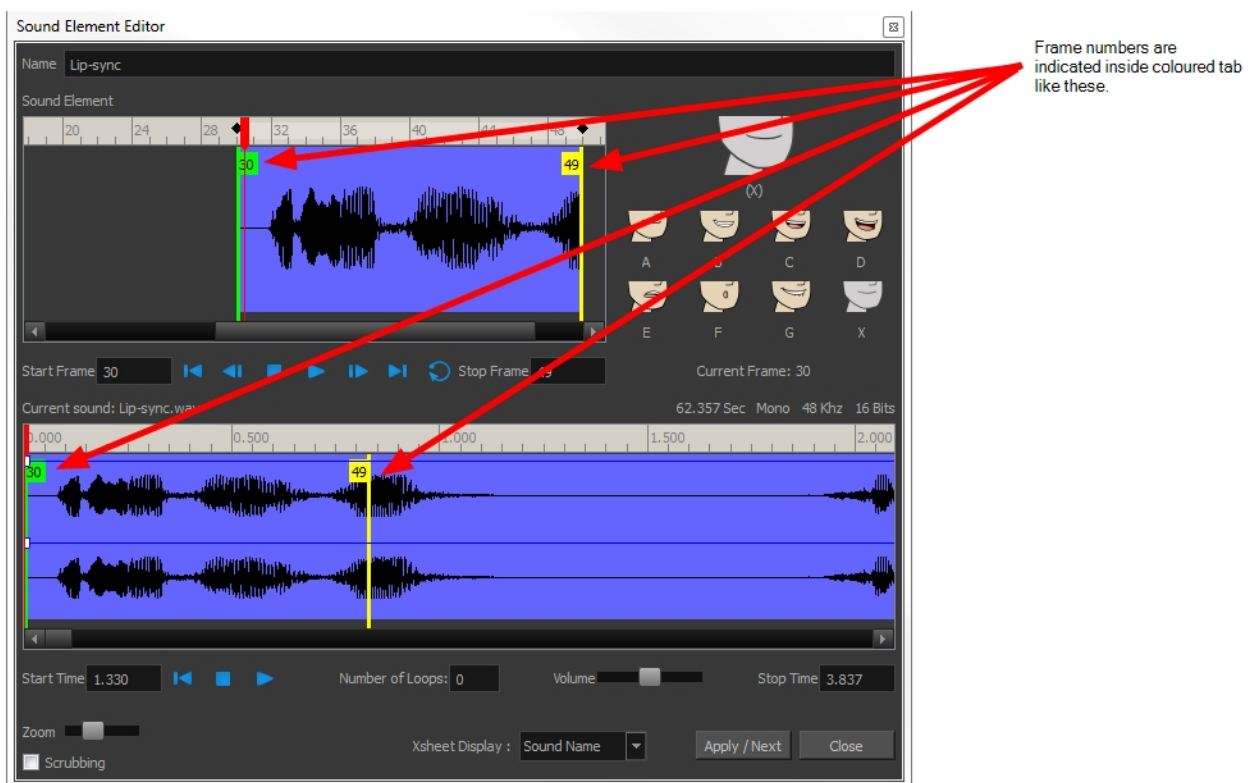 Sound Element Editor
Frame numbers are
indicated inside coloured tab
like these.
Name Lip-sync
Sound Element
20 24 28 32 36 40 44 48
30 49
(X)
A B C D
E F G X
Start Frame 30 Stop Frame 49 Current Frame: 30
Current sound: Lip-sync.wav 62.357 Sec Mono 48 Khz 16 Bits
0.000 0.500 1.000 1.500 2.000
30 49
Start Time 1.330 Number of Loops: 0 Volume Stop Time 3.837
Zoom
Xsheet Display : Sound Name Apply / Next Close
Scrubbing